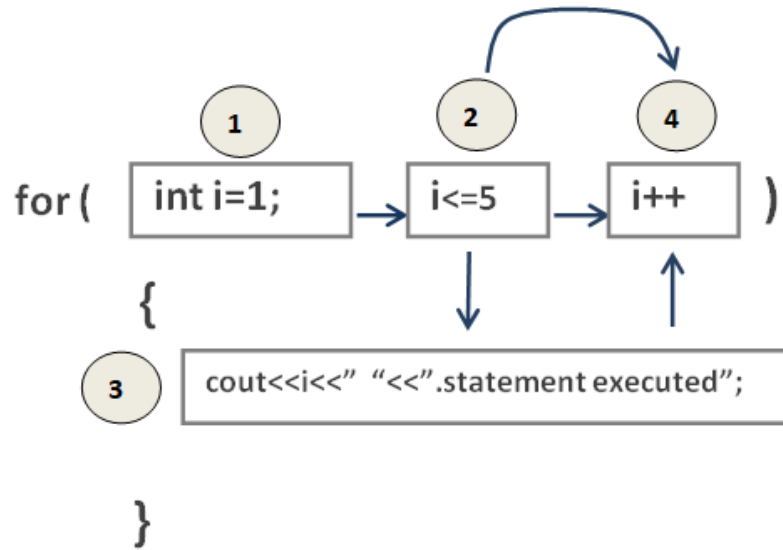 1 2 4
for ( int i=1; i<=5 i++ )
{
3 cout<<i<<” “<<”.statement executed”;
}